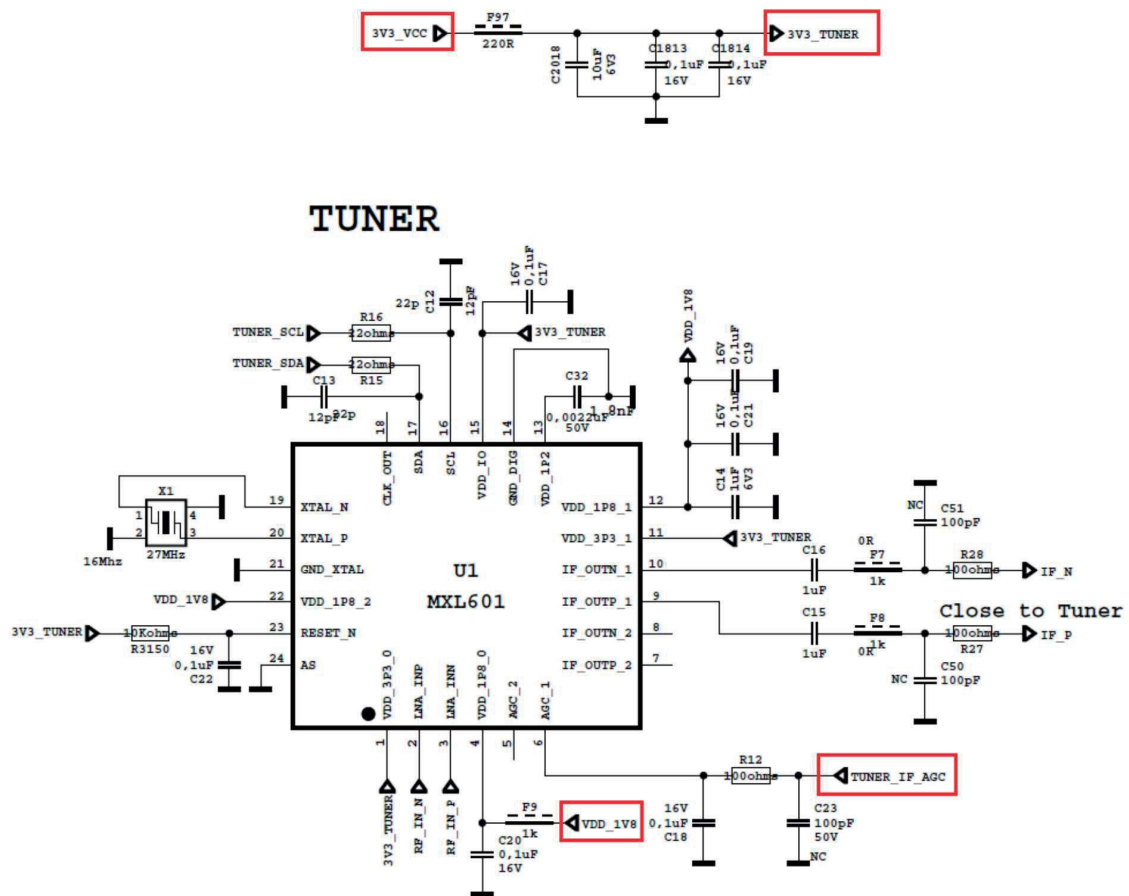 3V3_VCC
F97
220R
C2018
10uF
6V3
C1813
0,1uF
16V
C1814
0,1uF
16V
3V3_TUNER
TUNER
22p
C12
12pF
16V
0,1uF
C17
TUNER_SCL
R16
22ohms
3V3_TUNER
TUNER_SDA
22ohms
R15
C13
12pF
22p
C32
0,0022uF
1.8nF
50V
VDD_1V8
16V
0,1uF
C19
16V
0,1uF
C21
C14
1uF
6V3
18
17
16
15
14
13
CLK_OUT
SDA
SCL
VDD_IO
GND_DIG
VDD_1P2
X1
1
4
2
3
16Mhz
27MHz
19 XTAL_N
20 XTAL_P
21 GND_XTAL
VDD_1V8
22 VDD_1P8_2
3V3_TUNER
10Kohms
R3150
23 RESET_N
24 AS
16V
0,1uF
C22
U1
MXL601
VDD_1P8_1 12
VDD_3P3_1 11
3V3_TUNER
IF_OUTN_1 10
IF_OUTP_1 9
IF_OUTN_2 8
IF_OUTP_2 7
C16
1uF
0R
F7
1k
NC
C51
100pF
R28
100ohms
IF_N
Close to Tuner
C15
1uF
F8
1k
0R
100ohms
R27
IF_P
NC
C50
100pF
VDD_3P3_0
LNA_INP
LNA_INN
VDD_1P8_0
AGC_2
AGC_1
1
2
3
4
5
6
3V3_TUNER
RF_IN_N
RF_IN_P
F9
1k
VDD_1V8
C20
0,1uF
16V
R12
100ohms
TUNER_IF_AGC
16V
0,1uF
C18
C23
100pF
50V
NC